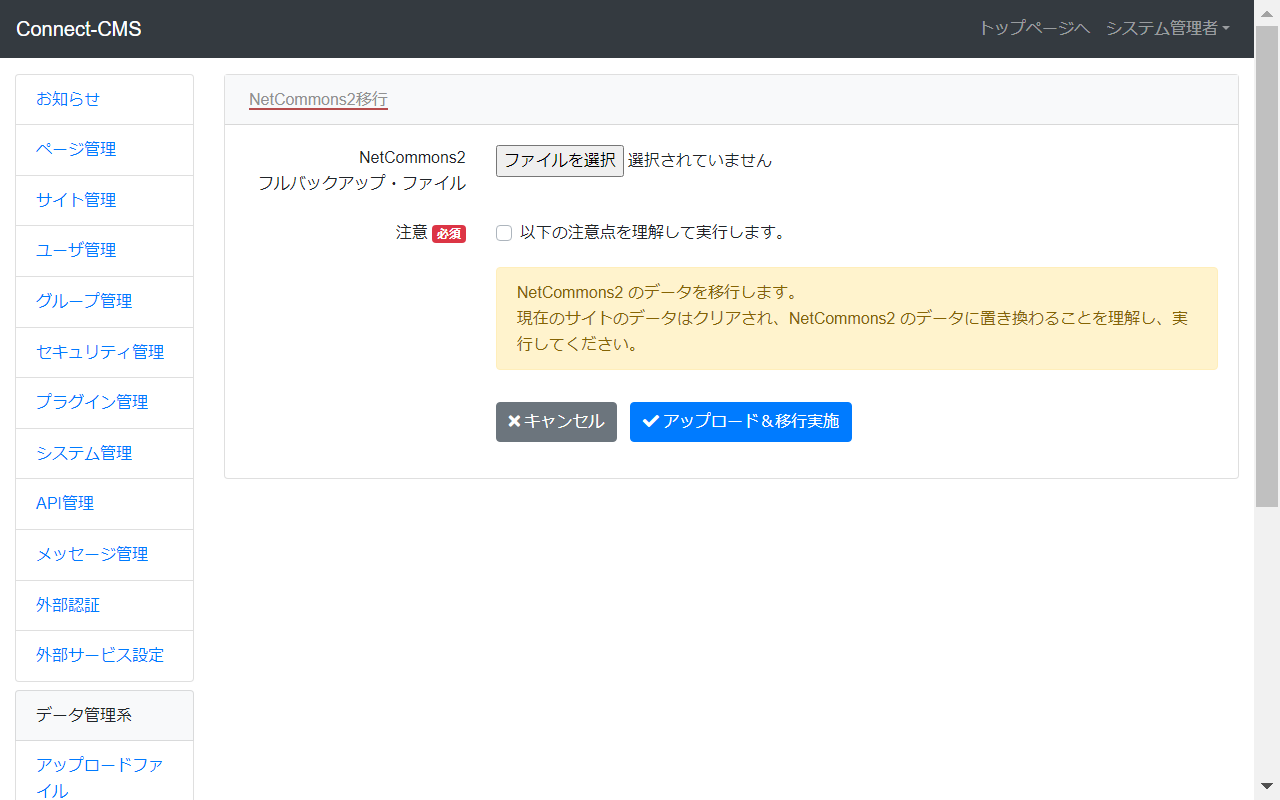 Connect-CMS
トップページへ システム管理者
お知らせ
ページ管理
サイト管理
ユーザ管理
グループ管理
セキュリティ管理
プラグイン管理
システム管理
API管理
メッセージ管理
外部認証
外部サービス設定
データ管理系
アップロードファ
イル
NetCommons2移行
NetCommons2
フルバックアップ・ファイル
ファイルを選択 選択されていません
注意 必須
以下の注意点を理解して実行します。
NetCommons2 のデータを移行します。
現在のサイトのデータはクリアされ、NetCommons2 のデータに置き換わることを理解し、実
行してください。
キャンセル
アップロード＆移行実施